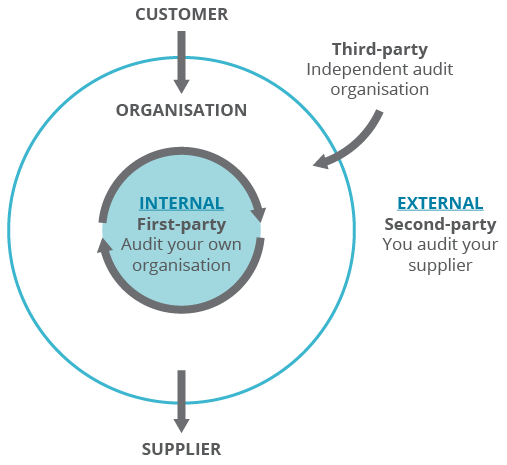 CUSTOMER
Third-party
Independent audit
organisation
ORGANISATION
INTERNAL
First-party
Audit your own
organisation
EXTERNAL
Second-party
You audit your
supplier
SUPPLIER